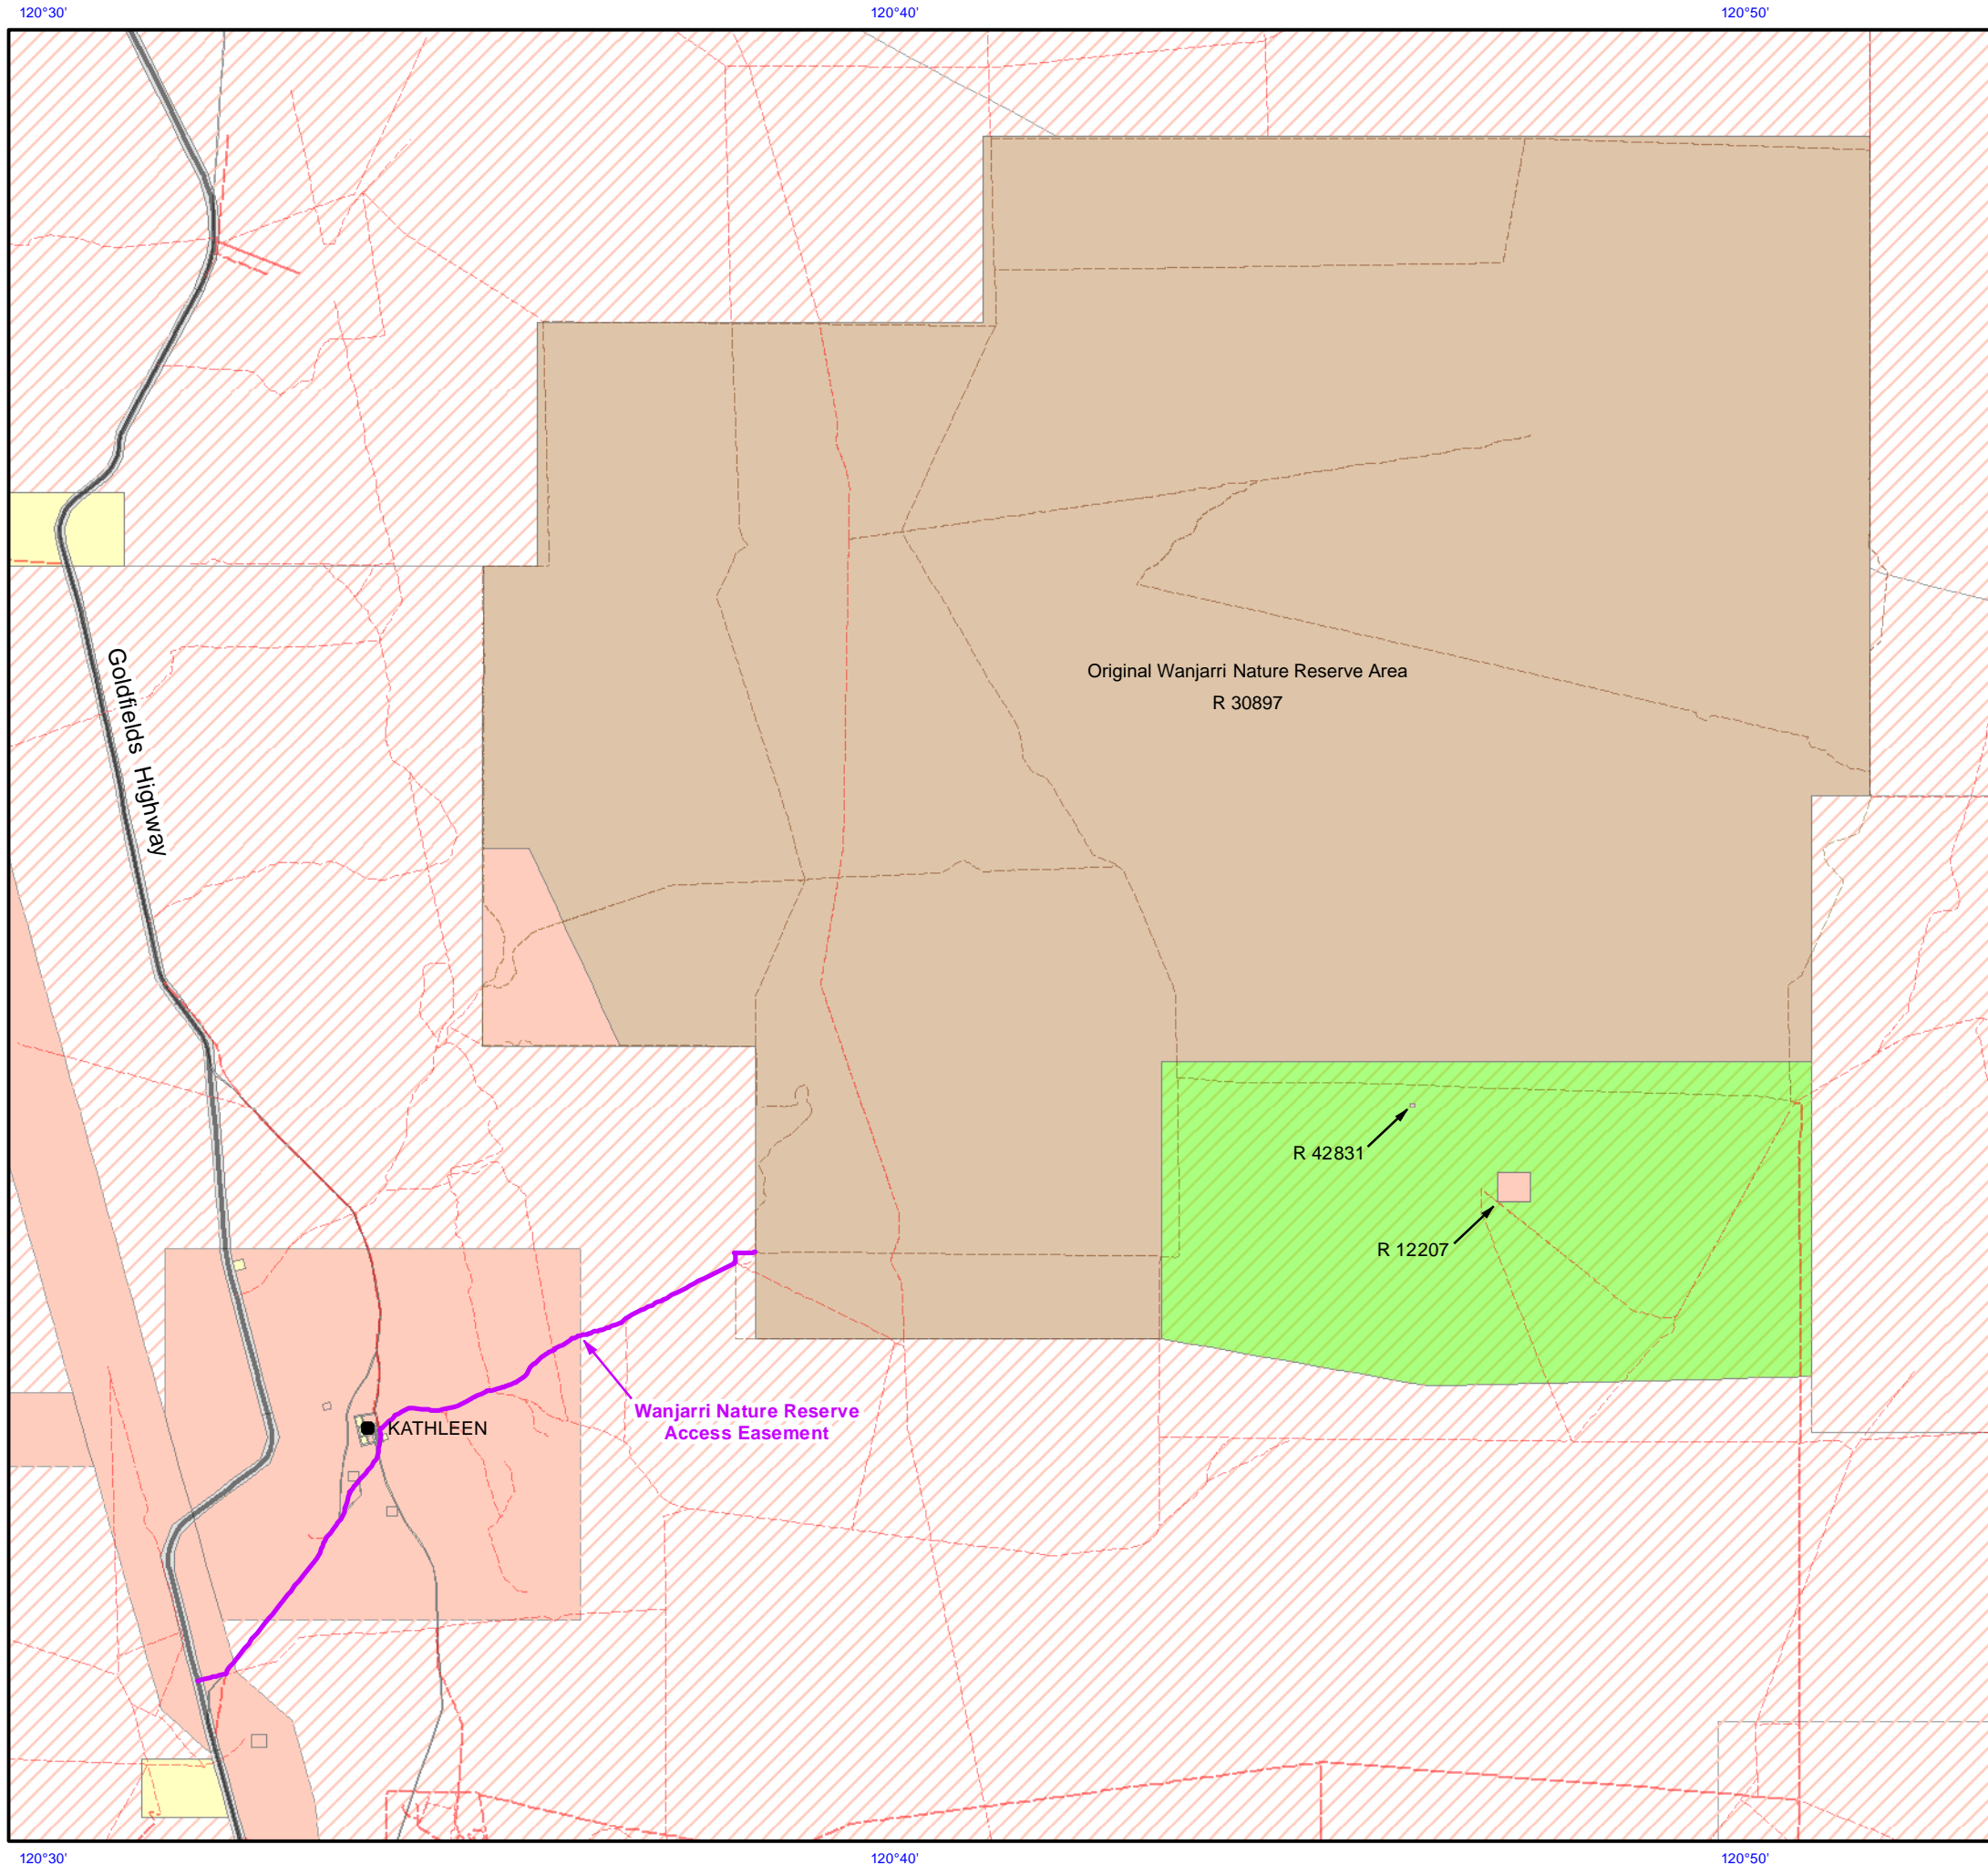 120°30'
120°40'
120°50'
Goldfields Highway
Original Wanjarri Nature Reserve Area
R 30897
R 42831
R 12207
Wanjarri Nature Reserve
Access Easement
KATHLEEN
120°30'
120°40'
120°50'